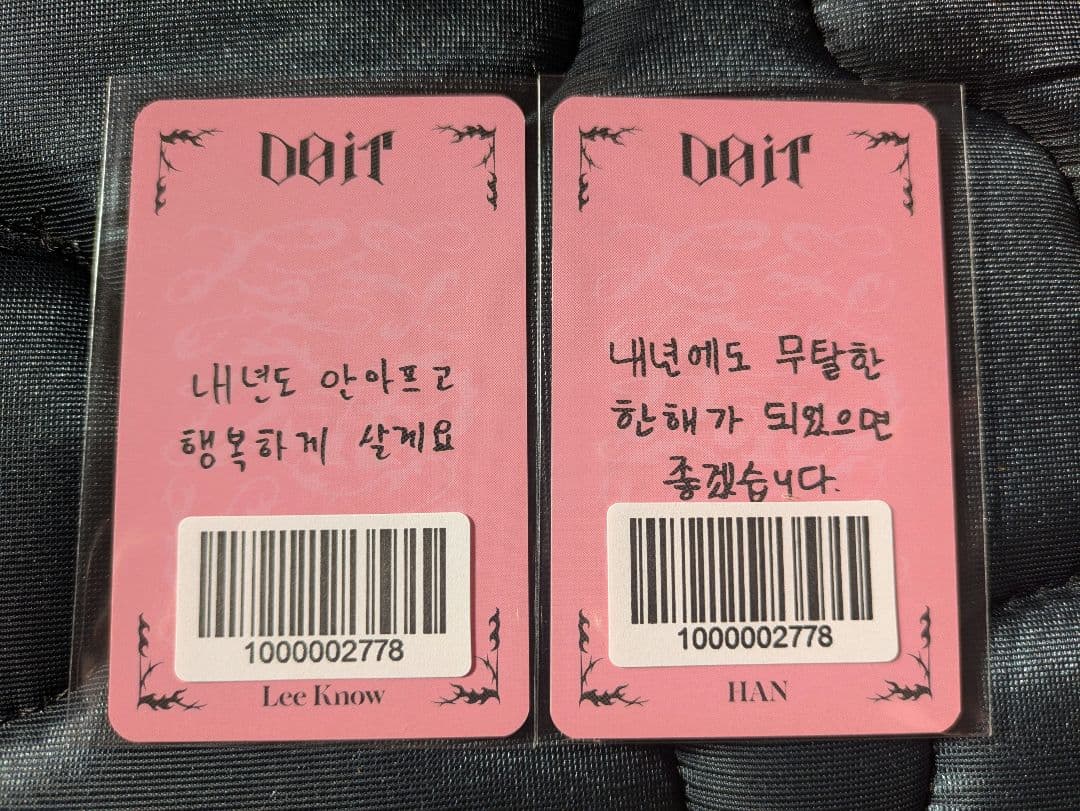 DØiT
내년도 안아프고
행복하게 살게요
1000002778
Lee Know
DØiT
내년에도 무탈한
한해가 되었으면
좋겠습니다.
1000002778
HAN